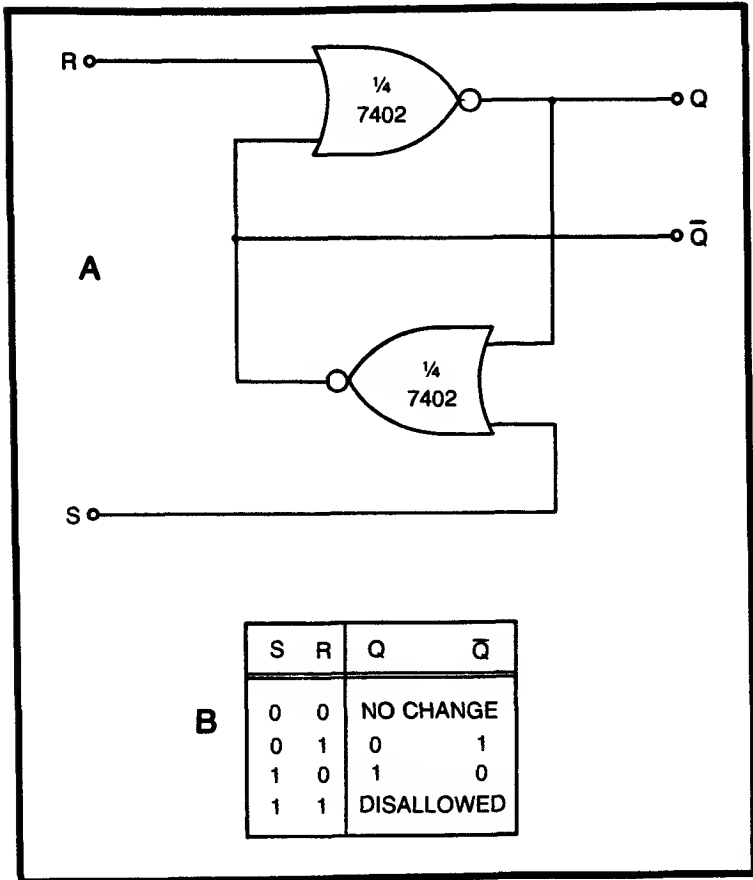 R
¼
7402
Q
Q̅
A
¼
7402
S
B
S R Q Q̅
0 0 NO CHANGE
0 1 0 1
1 0 1 0
1 1 DISALLOWED